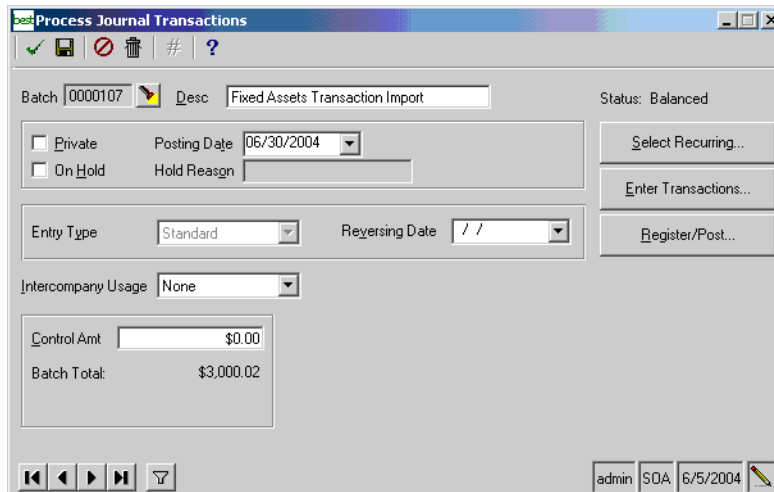 best Process Journal Transactions
# ?
Batch 0000107 Desc Fixed Assets Transaction Import Status: Balanced
Private Posting Date 06/30/2004 Select Recurring...
On Hold Hold Reason Enter Transactions...
Entry Type Standard Reversing Date / / Register/Post...
Intercompany Usage None
Control Amt $0.00
Batch Total: $3,000.02
admin SOA 6/5/2004